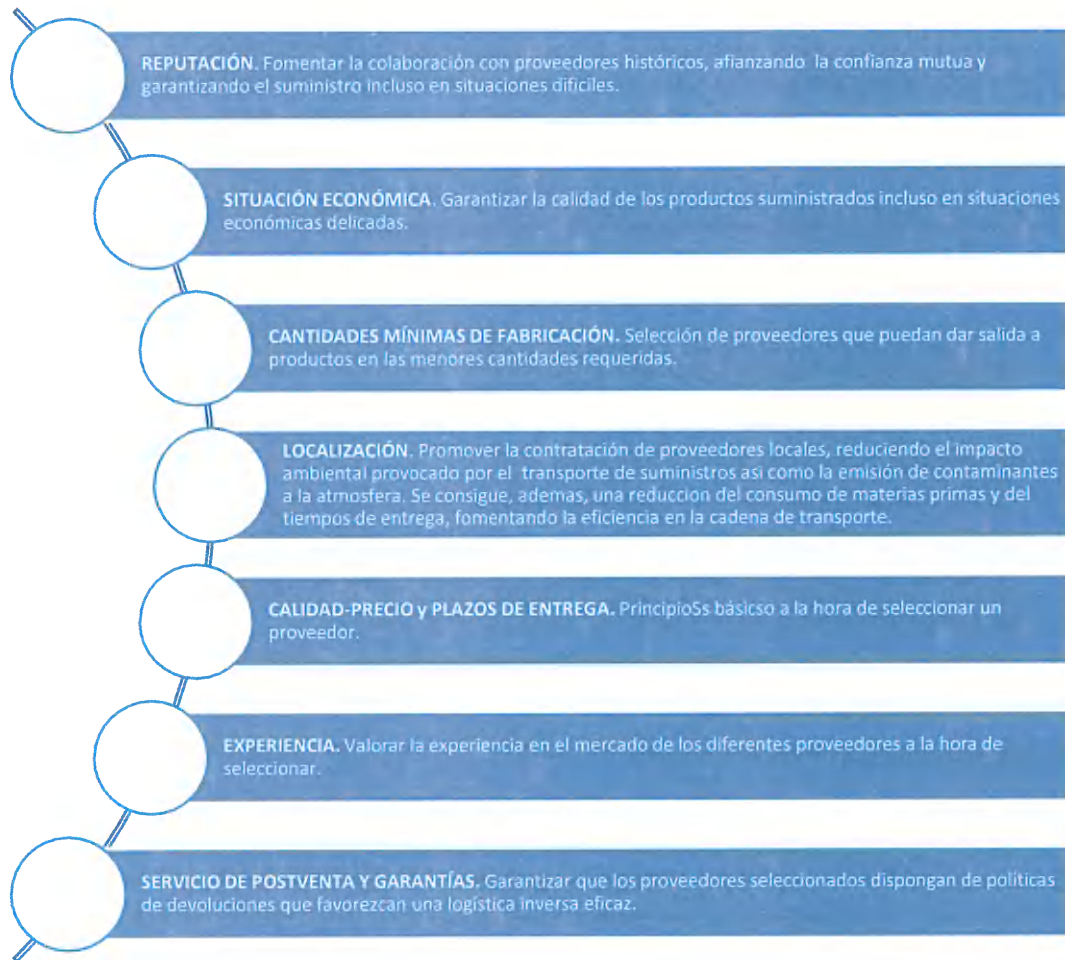 REPUTACIÓN. Fomentar la colaboración con proveedores históricos, afianzando la confianza mutua y
garantizando el suministro incluso en situaciones difíciles.
SITUACIÓN ECONÓMICA. Garantizar la calidad de los productos suministrados incluso en situaciones
económicas delicadas.
CANTIDADES MÍNIMAS DE FABRICACIÓN. Selección de proveedores que puedan dar salida a
productos en las menores cantidades requeridas.
LOCALIZACIÓN. Promover la contratación de proveedores locales, reduciendo el impacto
ambiental provocado por el transporte de suministros asi como la emisión de contaminantes
a la atmosfera. Se consigue, ademas, una reduccion del consumo de materias primas y del
tiempos de entrega, fomentando la eficiencia en la cadena de transporte.
CALIDAD-PRECIO y PLAZOS DE ENTREGA. PrincipioSs básicso a la hora de seleccionar un
proveedor.
EXPERIENCIA. Valorar la experiencia en el mercado de los diferentes proveedores a la hora de
seleccionar.
SERVICIO DE POSTVENTA Y GARANTÍAS. Garantizar que los proveedores seleccionados dispongan de políticas
de devoluciones que favorezcan una logística inversa eficaz.